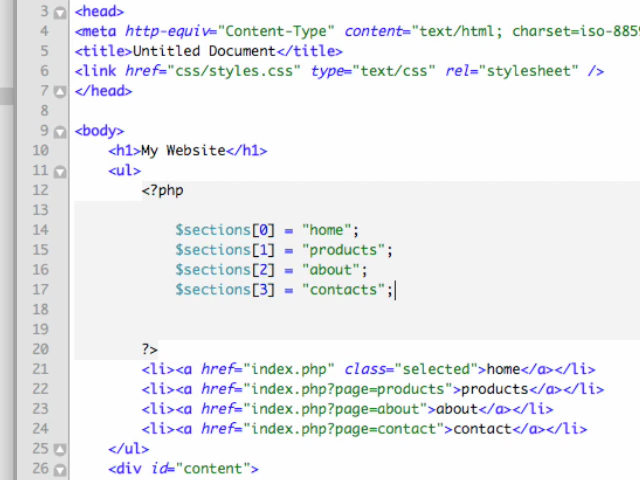 3 <head>
4 <meta http-equiv="Content-Type" content="text/html; charset=iso-8859
5 <title>Untitled Document</title>
6 <link href="css/styles.css" type="text/css" rel="stylesheet" />
7 </head>
8
9 <body>
10 <h1>My Website</h1>
11 <ul>
12 <?php
13
14 $sections[0] = "home";
15 $sections[1] = "products";
16 $sections[2] = "about";
17 $sections[3] = "contacts";
18
19
20 ?>
21 <li><a href="index.php" class="selected">home</a></li>
22 <li><a href="index.php?page=products">products</a></li>
23 <li><a href="index.php?page=about">about</a></li>
24 <li><a href="index.php?page=contact">contact</a></li>
25 </ul>
26 <div id="content">